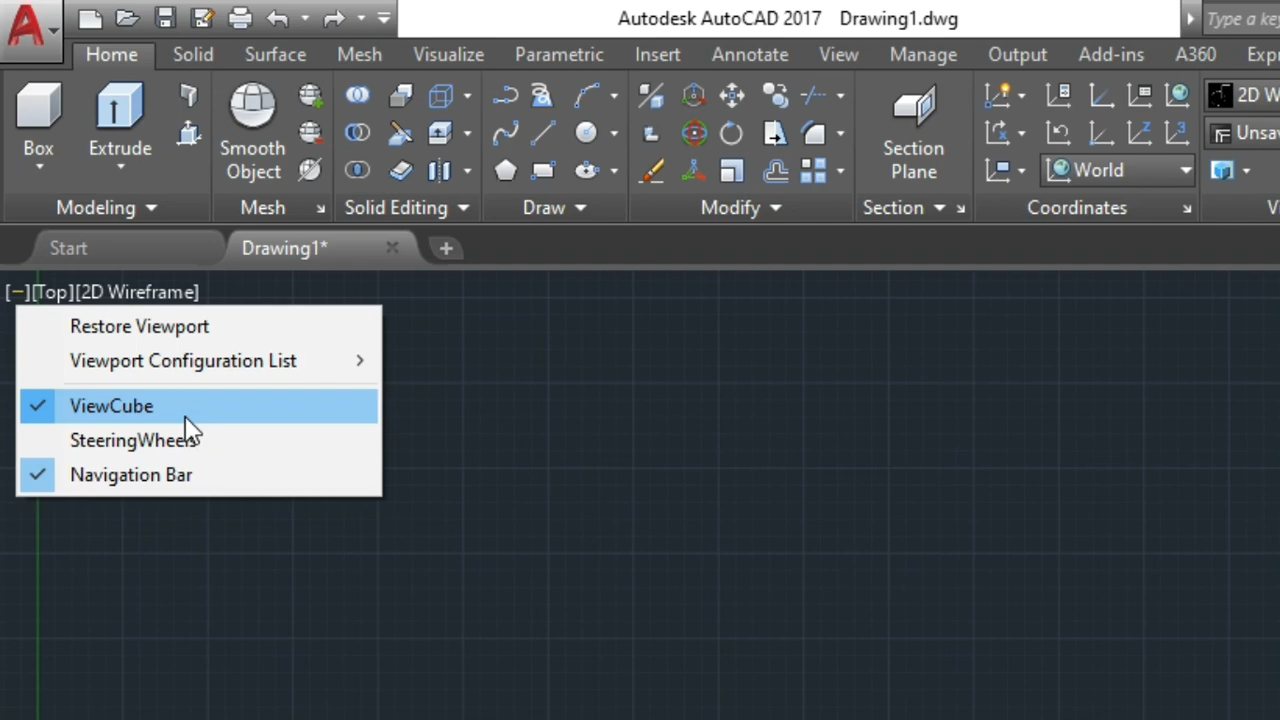 Autodesk AutoCAD 2017 Drawing1.dwg
Type a key
Home Solid Surface Mesh Visualize Parametric Insert Annotate View Manage Output Add-ins A360 Exp
Box
Extrude
Smooth
Object
Section
Plane
World
2D W
Unsav
Modeling Mesh Solid Editing Draw Modify Section Coordinates V
Start Drawing1*
[−][Top][2D Wireframe]
Restore Viewport
Viewport Configuration List
ViewCube
SteeringWheels
Navigation Bar